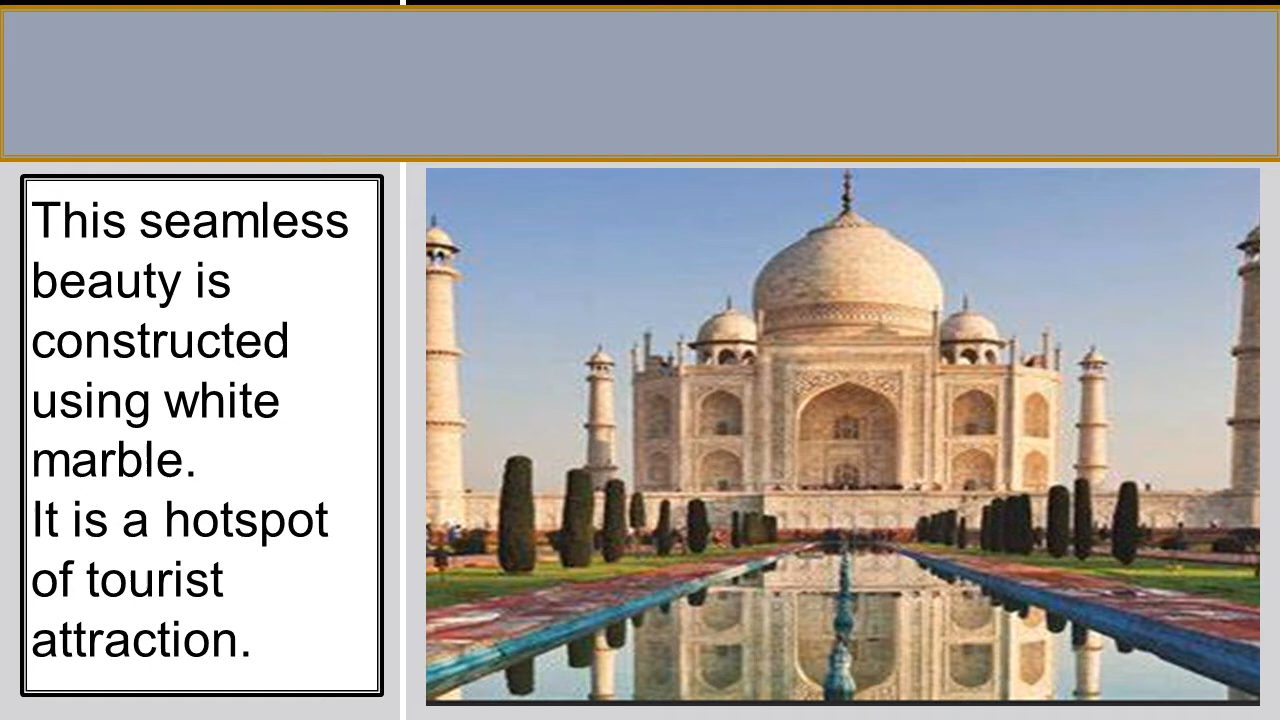 This seamless
beauty is
constructed
using white
marble.
It is a hotspot
of tourist
attraction.